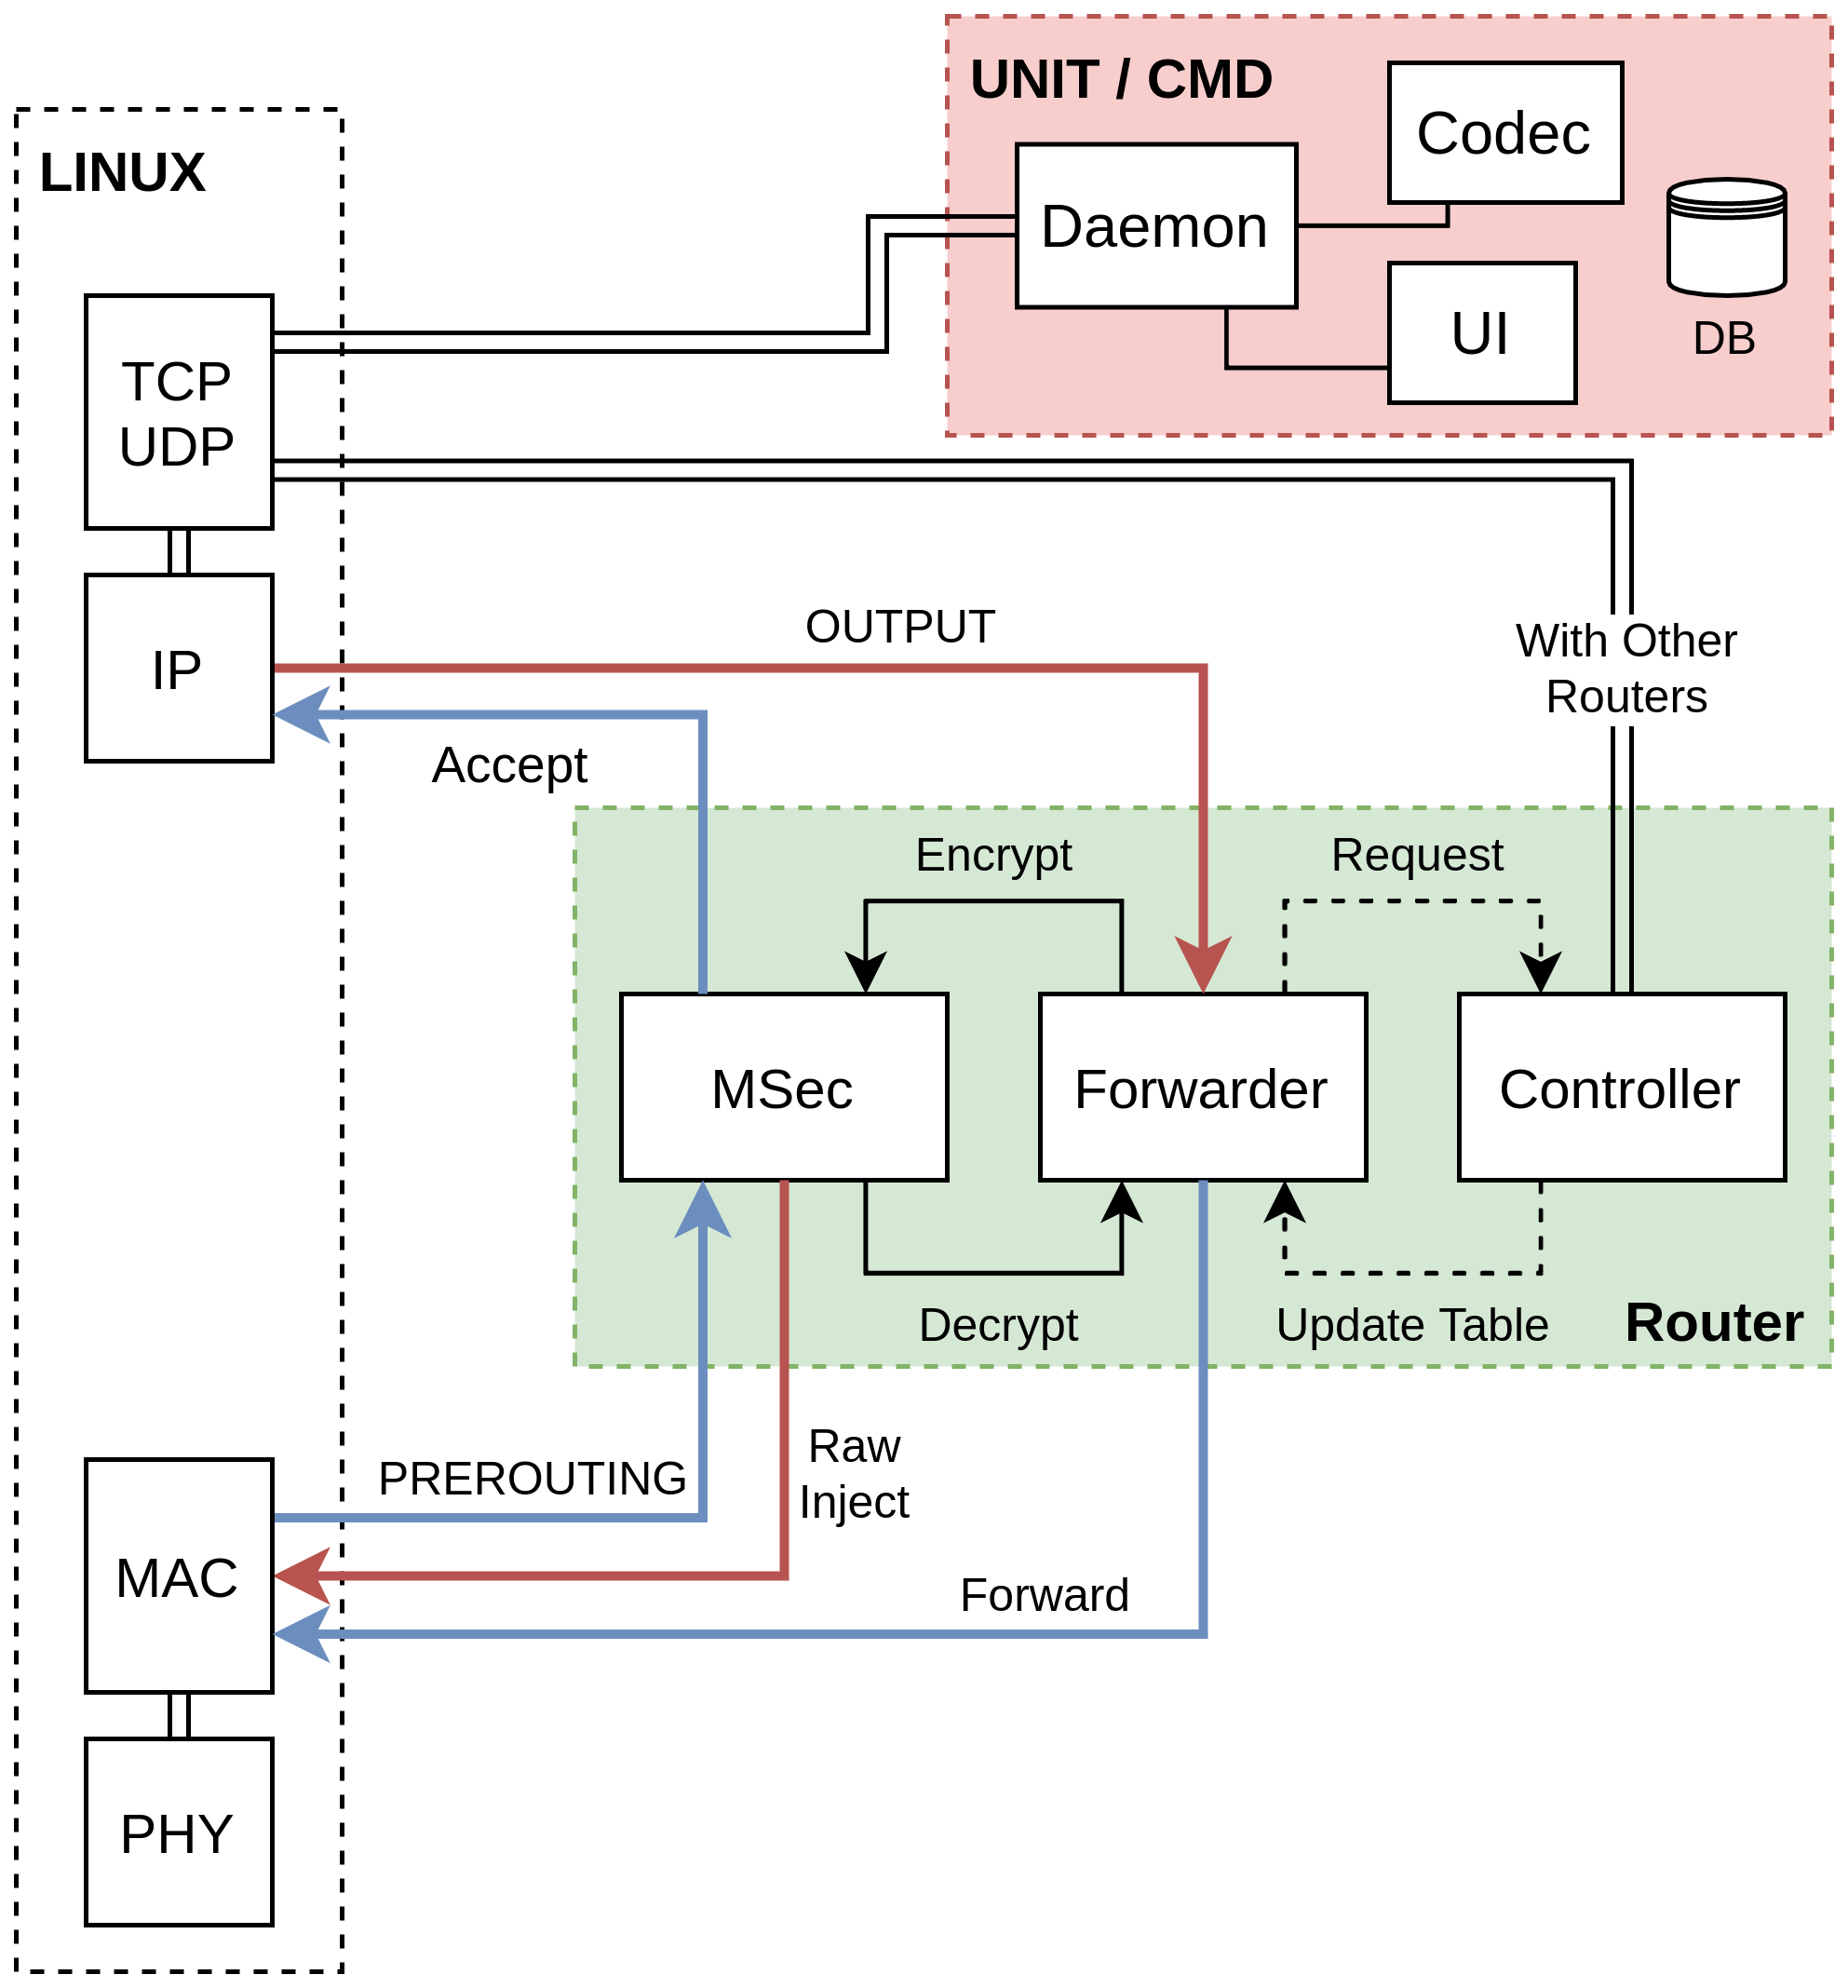 UNIT / CMD
Codec
Daemon
UI
DB
LINUX
TCP
UDP
IP
OUTPUT
Accept
With Other
Routers
Encrypt
Request
MSec
Forwarder
Controller
Decrypt
Update Table
Router
PREROUTING
Raw
Inject
MAC
Forward
PHY